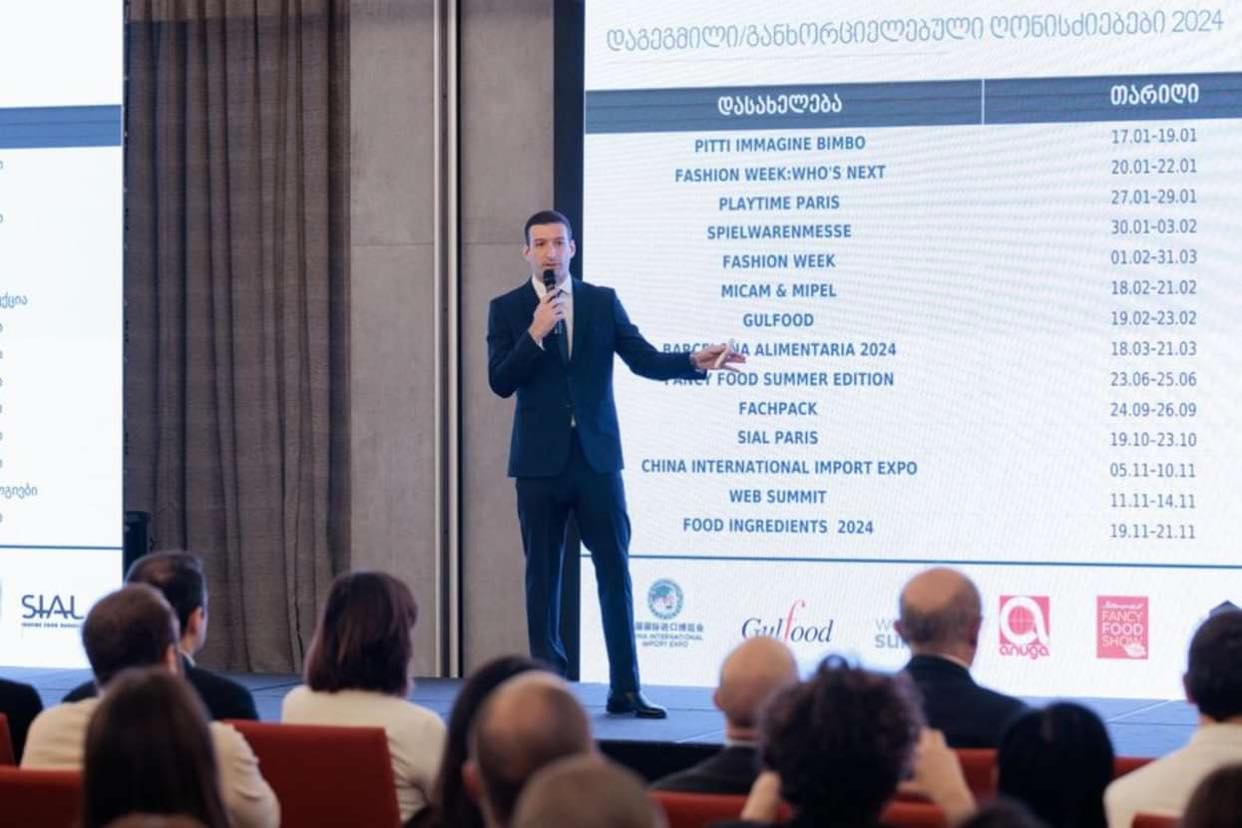 დაგეგმილი/განხორციელებული ღონისძიებები 2024
დასახელება თარიღი
PITTI IMMAGINE BIMBO 17.01-19.01
FASHION WEEK:WHO'S NEXT 20.01-22.01
PLAYTIME PARIS 27.01-29.01
SPIELWARENMESSE 30.01-03.02
FASHION WEEK 01.02-31.03
MICAM & MIPEL 18.02-21.02
GULFOOD 19.02-23.02
ALIMENTARIA 2024 18.03-21.03
FOOD SUMMER EDITION 23.06-25.06
FACHPACK 24.09-26.09
SIAL PARIS 19.10-23.10
CHINA INTERNATIONAL IMPORT EXPO 05.11-10.11
WEB SUMMIT 11.11-14.11
FOOD INGREDIENTS 2024 19.11-21.11
SIAL
Gulfood
anuga
Summer
FANCY
FOOD
SHOW